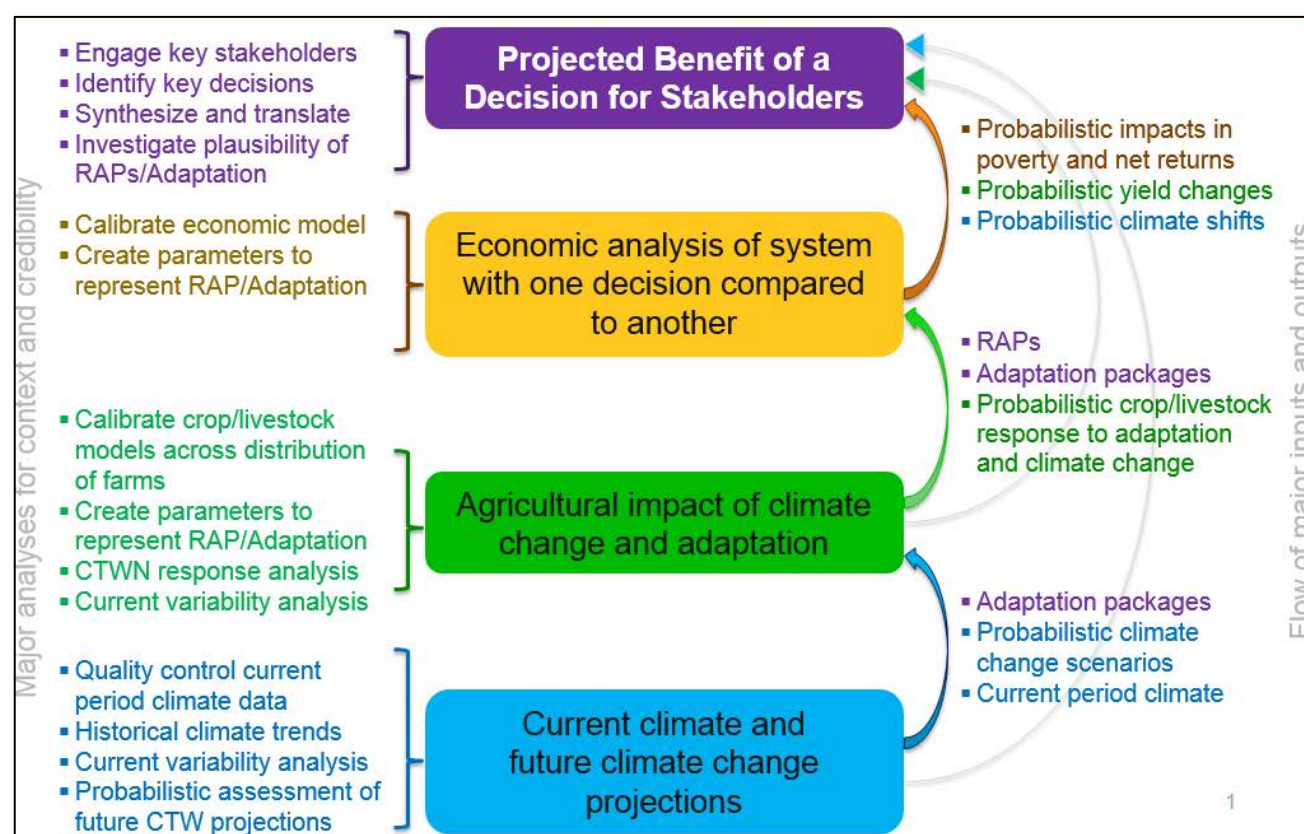 Major analyses for context and credibility
▪ Engage key stakeholders
▪ Identify key decisions
▪ Synthesize and translate
▪ Investigate plausibility of
RAPs/Adaptation
Projected Benefit of a
Decision for Stakeholders
▪ Probabilistic impacts in
poverty and net returns
▪ Probabilistic yield changes
▪ Probabilistic climate shifts
▪ Calibrate economic model
▪ Create parameters to
represent RAP/Adaptation
Economic analysis of system
with one decision compared
to another
▪ RAPs
▪ Adaptation packages
▪ Probabilistic crop/livestock
response to adaptation
and climate change
▪ Calibrate crop/livestock
models across distribution
of farms
▪ Create parameters to
represent RAP/Adaptation
▪ CTWN response analysis
▪ Current variability analysis
Agricultural impact of climate
change and adaptation
▪ Adaptation packages
▪ Probabilistic climate
change scenarios
▪ Current period climate
▪ Quality control current
period climate data
▪ Historical climate trends
▪ Current variability analysis
▪ Probabilistic assessment of
future CTW projections
Current climate and
future climate change
projections
Flow of major inputs and outputs
1